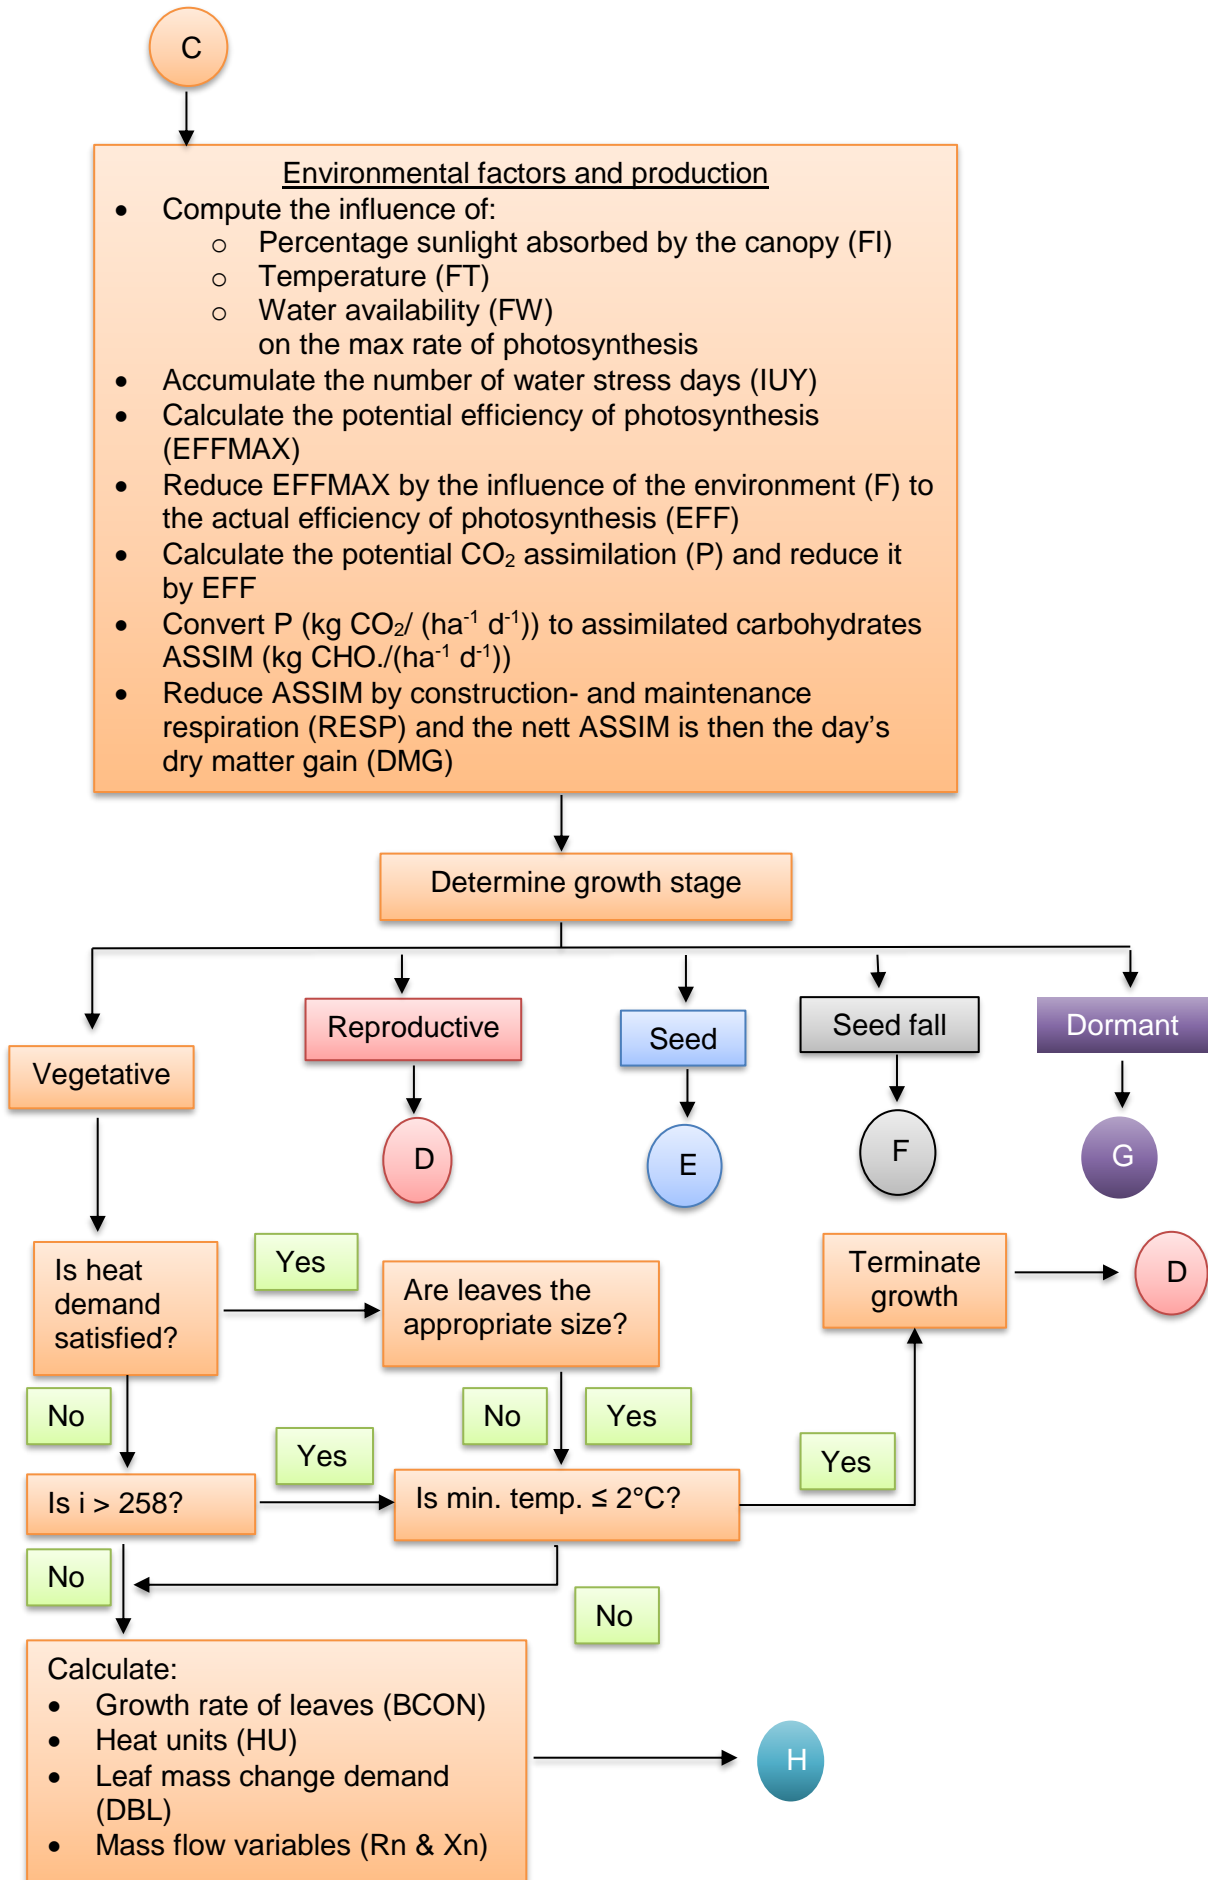 C
Environmental factors and production
• Compute the influence of:
o Percentage sunlight absorbed by the canopy (FI)
o Temperature (FT)
o Water availability (FW)
on the max rate of photosynthesis
• Accumulate the number of water stress days (IUY)
• Calculate the potential efficiency of photosynthesis
(EFFMAX)
• Reduce EFFMAX by the influence of the environment (F) to
the actual efficiency of photosynthesis (EFF)
• Calculate the potential CO₂ assimilation (P) and reduce it
by EFF
• Convert P (kg CO₂/ (ha⁻¹ d⁻¹)) to assimilated carbohydrates
ASSIM (kg CHO./(ha⁻¹ d⁻¹))
• Reduce ASSIM by construction- and maintenance
respiration (RESP) and the nett ASSIM is then the day’s
dry matter gain (DMG)
Determine growth stage
Vegetative
Reproductive
Seed
Seed fall
Dormant
D
E
F
G
Is heat
demand
satisfied?
Yes
Are leaves the
appropriate size?
Terminate
growth
D
No
No
Yes
Is i > 258?
Yes
Is min. temp. ≤ 2°C?
Yes
No
No
Calculate:
• Growth rate of leaves (BCON)
• Heat units (HU)
• Leaf mass change demand
(DBL)
• Mass flow variables (Rn & Xn)
H